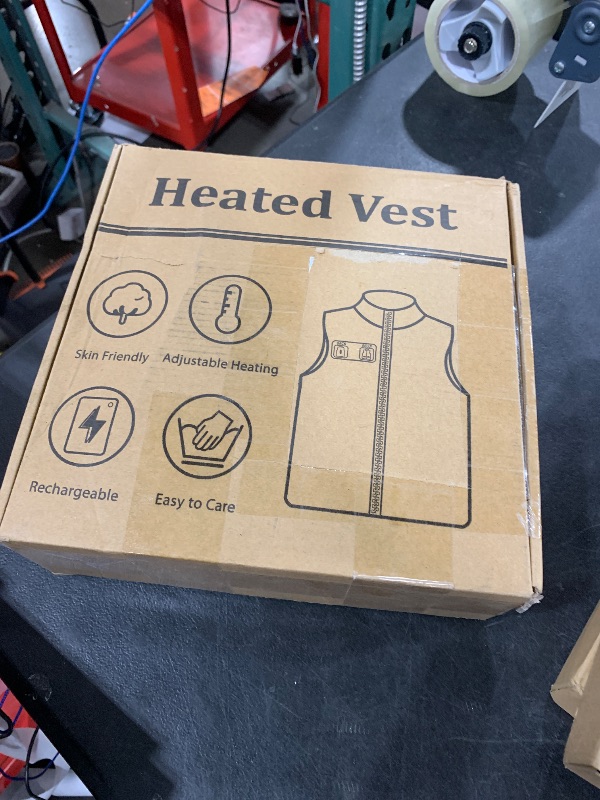 Heated Vest
Skin Friendly
Adjustable Heating
Rechargeable
Easy to Care